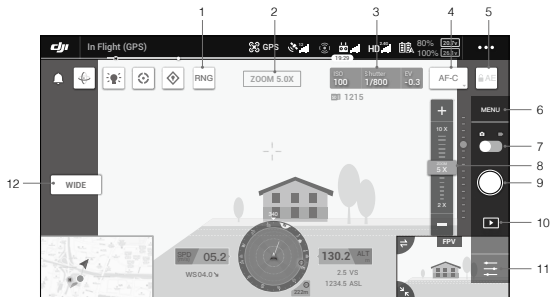 1 2 3 4 5
dji In Flight (GPS) GPS HD 80% 100%
19:29
RNG ZOOM 5.0X ISO 100 Shutter 1/800 EV -0.3 AF-C AE
1215
MENU 6
+
10 X
7
5 X 8
9
12 WIDE
2 X
10
340
FPV
SPD 05.2 130.2 ALT
WS04.0 2.5 VS
1234.5 ASL
11